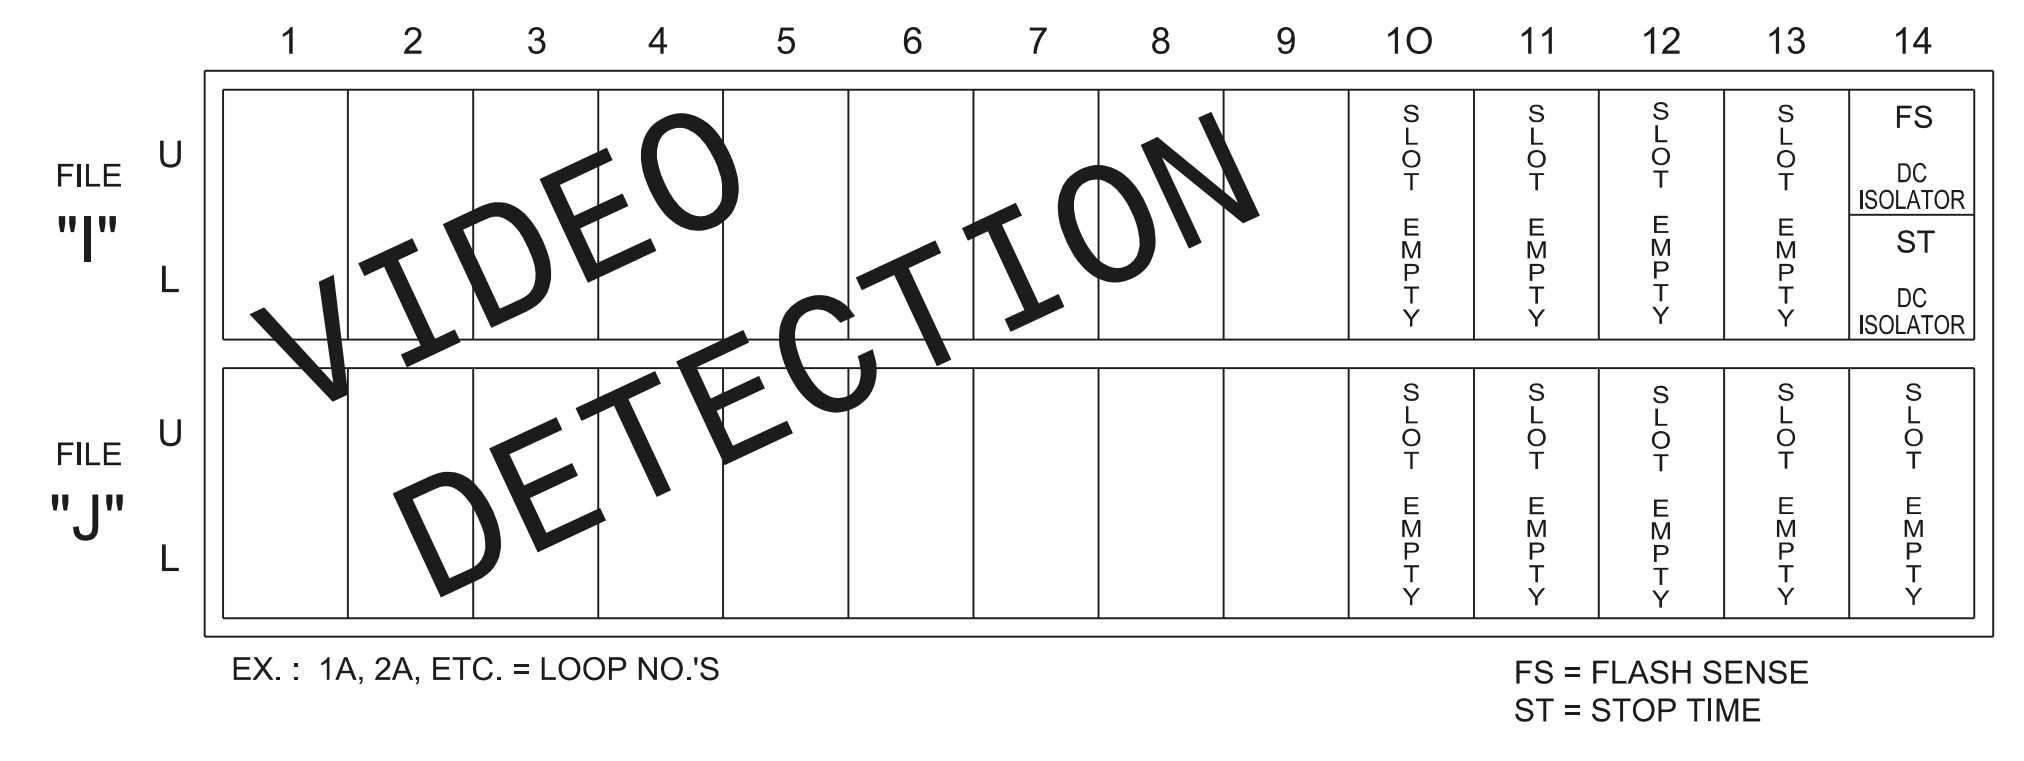 1 2 3 4 5 6 7 8 9 10 11 12 13 14
FILE "I"
U
L
VIDEO
DETECTION
SLOT EMPTY
SLOT EMPTY
SLOT EMPTY
SLOT EMPTY
FS
DC
ISOLATOR
ST
DC
ISOLATOR
FILE "J"
U
L
SLOT EMPTY
SLOT EMPTY
SLOT EMPTY
SLOT EMPTY
SLOT EMPTY
EX. : 1A, 2A, ETC. = LOOP NO.'S
FS = FLASH SENSE
ST = STOP TIME